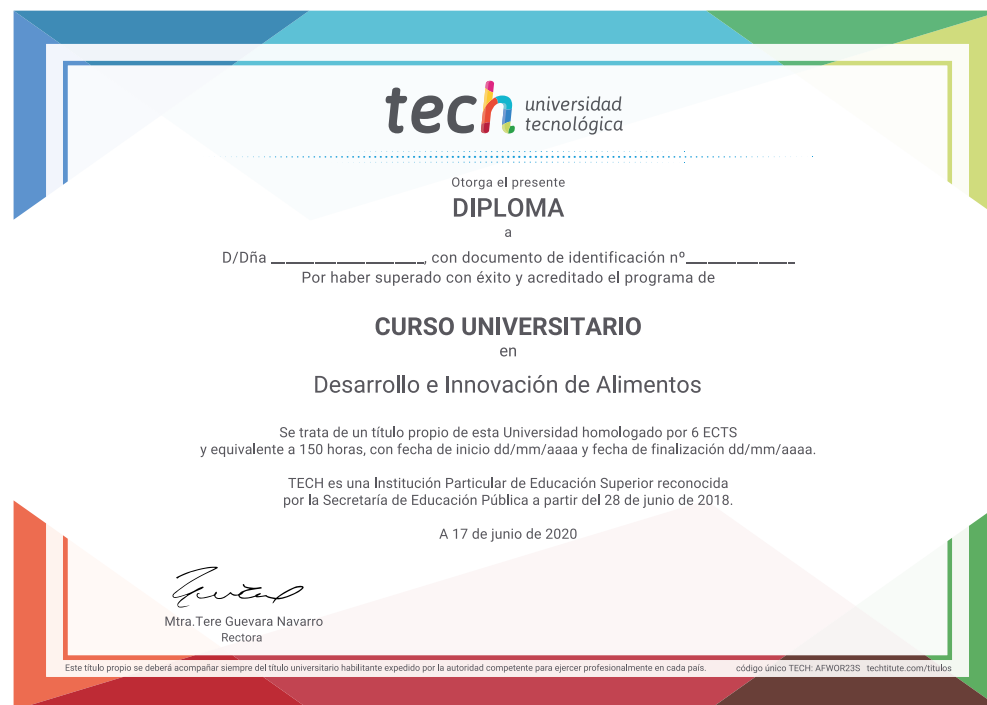 tech universidad
tecnológica
Otorga el presente
DIPLOMA
a
D/Dña ____________________, con documento de identificación nº______________
Por haber superado con éxito y acreditado el programa de
CURSO UNIVERSITARIO
en
Desarrollo e Innovación de Alimentos
Se trata de un título propio de esta Universidad homologado por 6 ECTS
y equivalente a 150 horas, con fecha de inicio dd/mm/aaaa y fecha de finalización dd/mm/aaaa.
TECH es una Institución Particular de Educación Superior reconocida
por la Secretaría de Educación Pública a partir del 28 de junio de 2018.
A 17 de junio de 2020
Mtra.Tere Guevara Navarro
Rectora
Este título propio se deberá acompañar siempre del título universitario habilitante expedido por la autoridad competente para ejercer profesionalmente en cada país. código único TECH: AFWOR23S techtitute.com/titulos